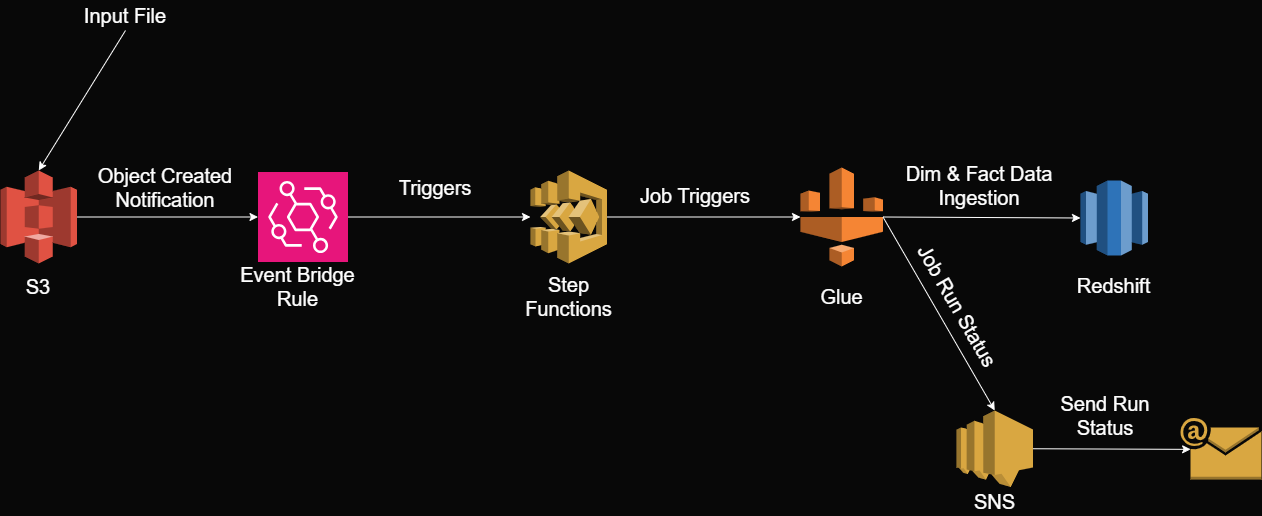 Input File
Object Created
Notification
Triggers
Job Triggers
Dim & Fact Data
Ingestion
S3
Event Bridge
Rule
Step
Functions
Glue
Redshift
Job Run Status
Send Run
Status
@
SNS